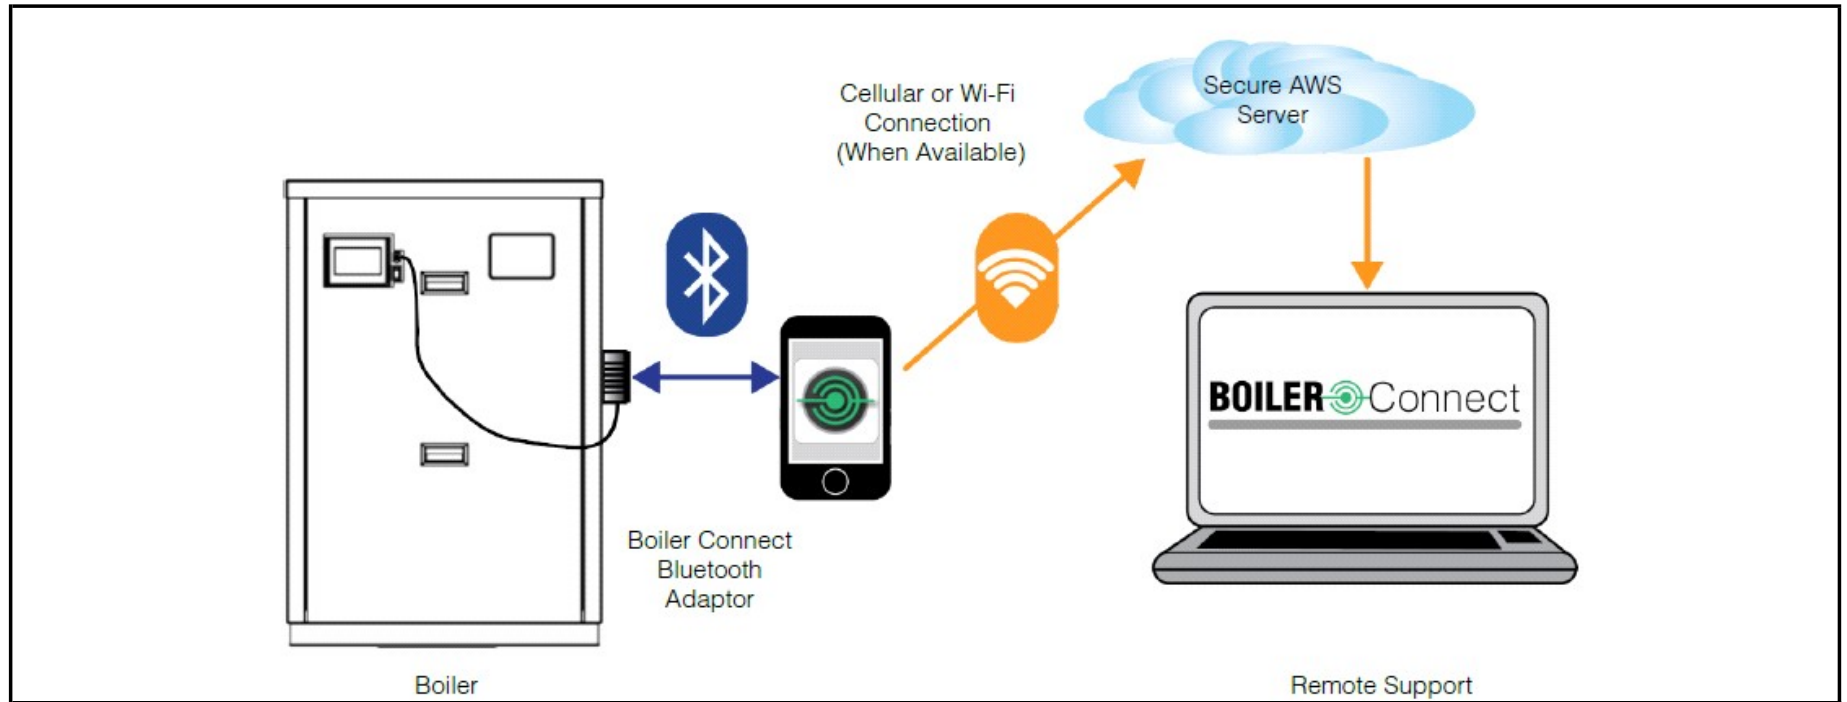 Cellular or Wi-Fi
Connection
(When Available)
Secure AWS
Server
BOILER Connect
Boiler Connect
Bluetooth
Adaptor
Boiler
Remote Support